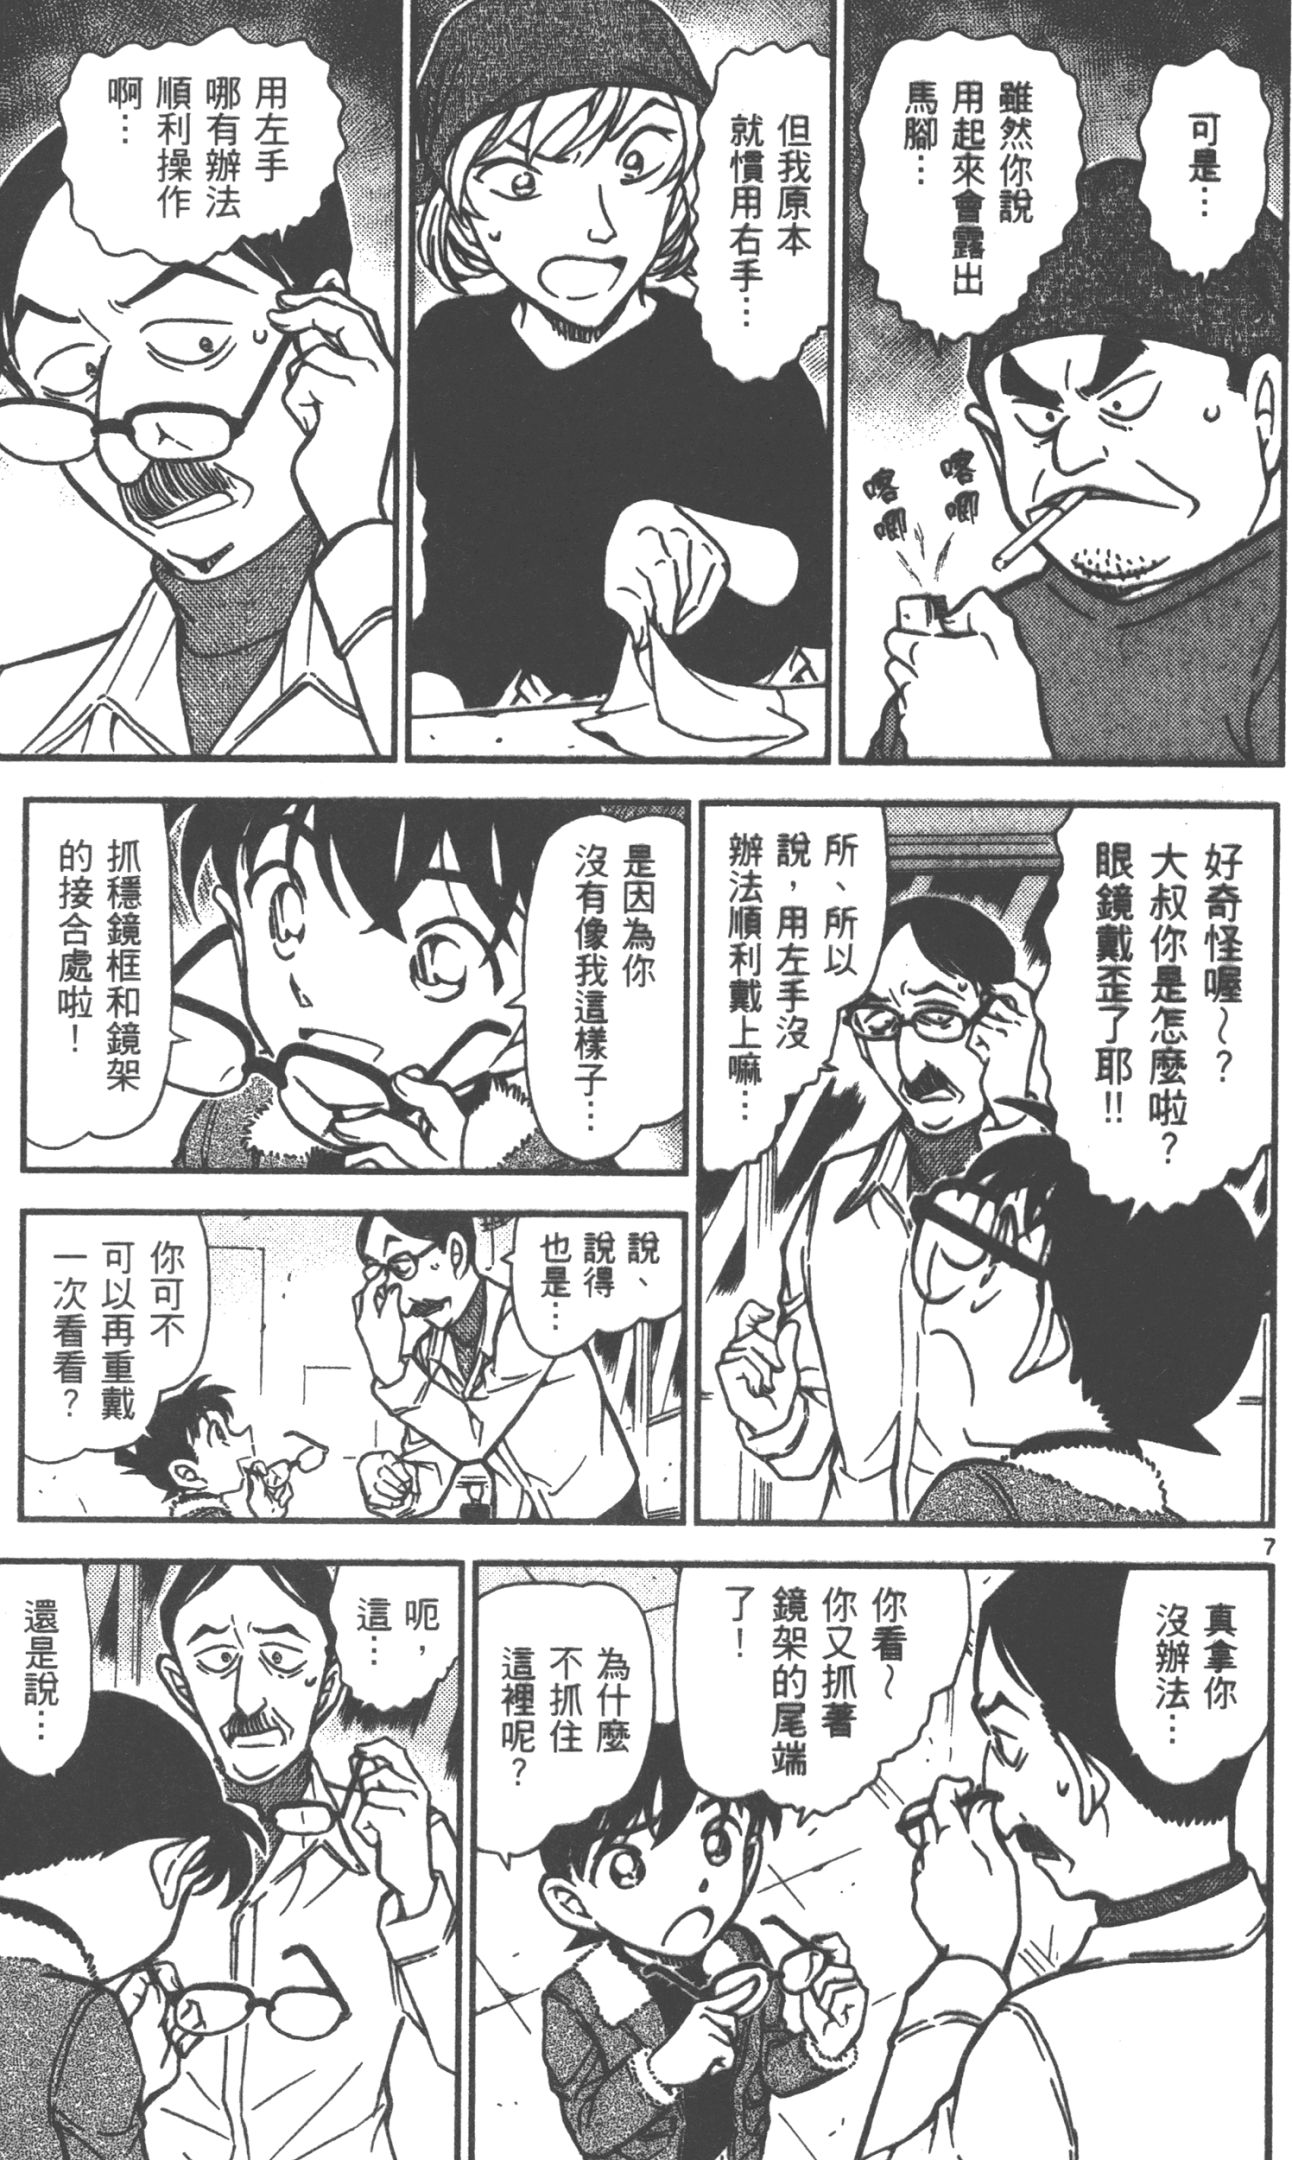 可是…
雖然你說
用起來會露出
馬腳…
喀唧
喀唧
但我原本
就慣用右手…
用左手
哪有辦法
順利操作
啊…
好奇怪喔～？
大叔你是怎麼啦？
眼鏡戴歪了耶!!
所、所以
說，用左手沒
辦法順利戴上嘛…
是因為你
沒有像我這樣子…
抓穩鏡框和鏡架
的接合處啦！
說、
說得
也是…
你可不
可以再重戴
一次看看？
7
真拿你
沒辦法…
你看～
你又抓著
鏡架的尾端
了！
為什麼
不抓住
這裡呢？
呃，
這…
還是說…